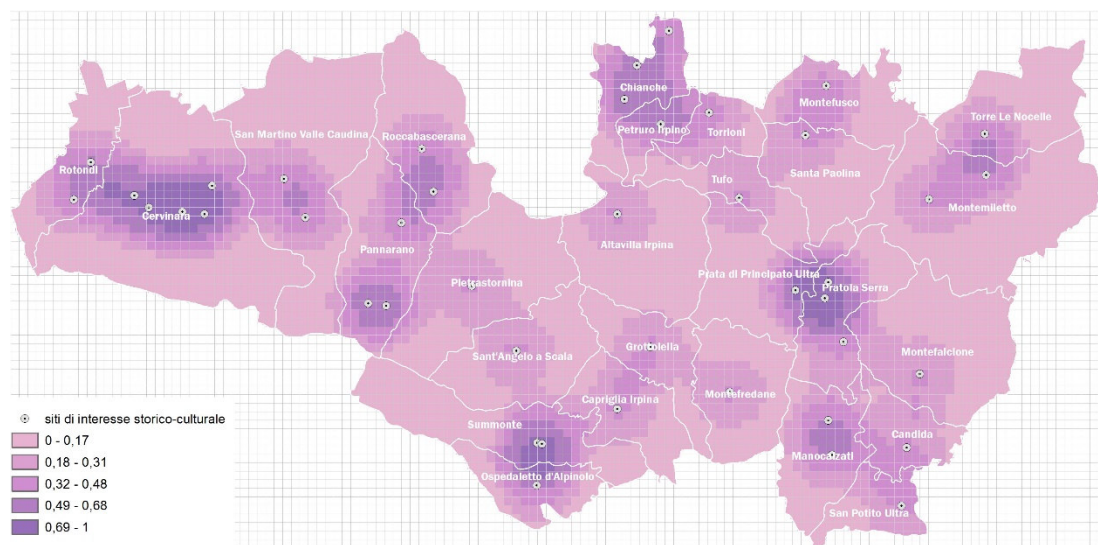 Chianche
Montefusco
Torre Le Nocelle
San Martino Valle Caudina
Roccabascerana
Petruro Irpino
Torrioni
Rotondi
Santa Paolina
Tufo
Cervinara
Montemiletto
Altavilla Irpina
Pannarano
Prata di Principato Ultra
Pietrastornina
Pratola Serra
Grottolella
Sant'Angelo a Scala
Montefalcione
Montefredane
Capriglia Irpina
siti di interesse storico-culturale
Summonte
Candida
0 - 0,17
Manocalzati
0,18 - 0,31
Ospedaletto d'Alpinolo
0,32 - 0,48
San Potito Ultra
0,49 - 0,68
0,69 - 1